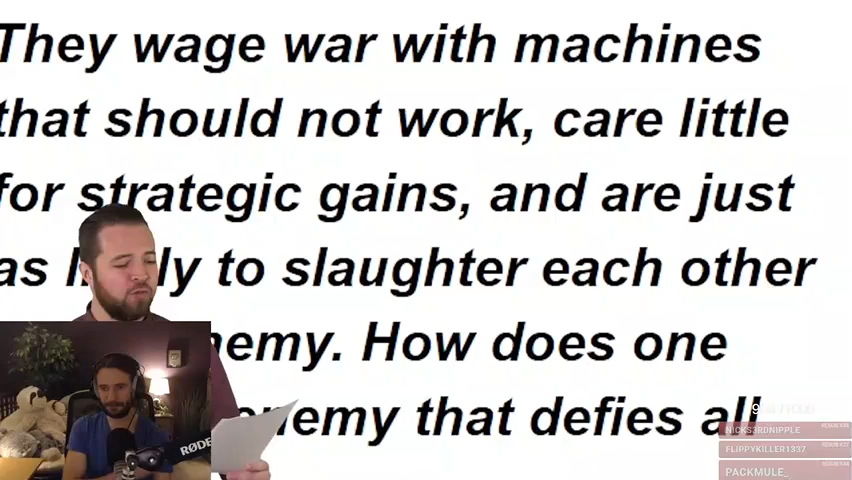 They wage war with machines
that should not work, care little
for strategic gains, and are just
as to slaughter each other
How does one
enemy that defies all
NICKS3RDNIPPLE
FLIPPYKILLER1337
PACKMULE_
RØDE